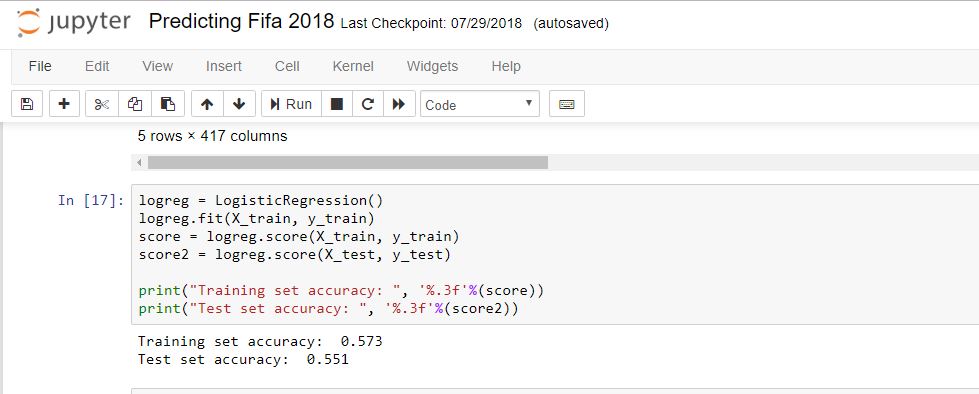 jupyter Predicting Fifa 2018 Last Checkpoint: 07/29/2018 (autosaved)
File Edit View Insert Cell Kernel Widgets Help
Run Code
5 rows × 417 columns
In [17]: logreg = LogisticRegression()
logreg.fit(X_train, y_train)
score = logreg.score(X_train, y_train)
score2 = logreg.score(X_test, y_test)
print("Training set accuracy: ", '%.3f'%(score))
print("Test set accuracy: ", '%.3f'%(score2))
Training set accuracy:  0.573
Test set accuracy:  0.551